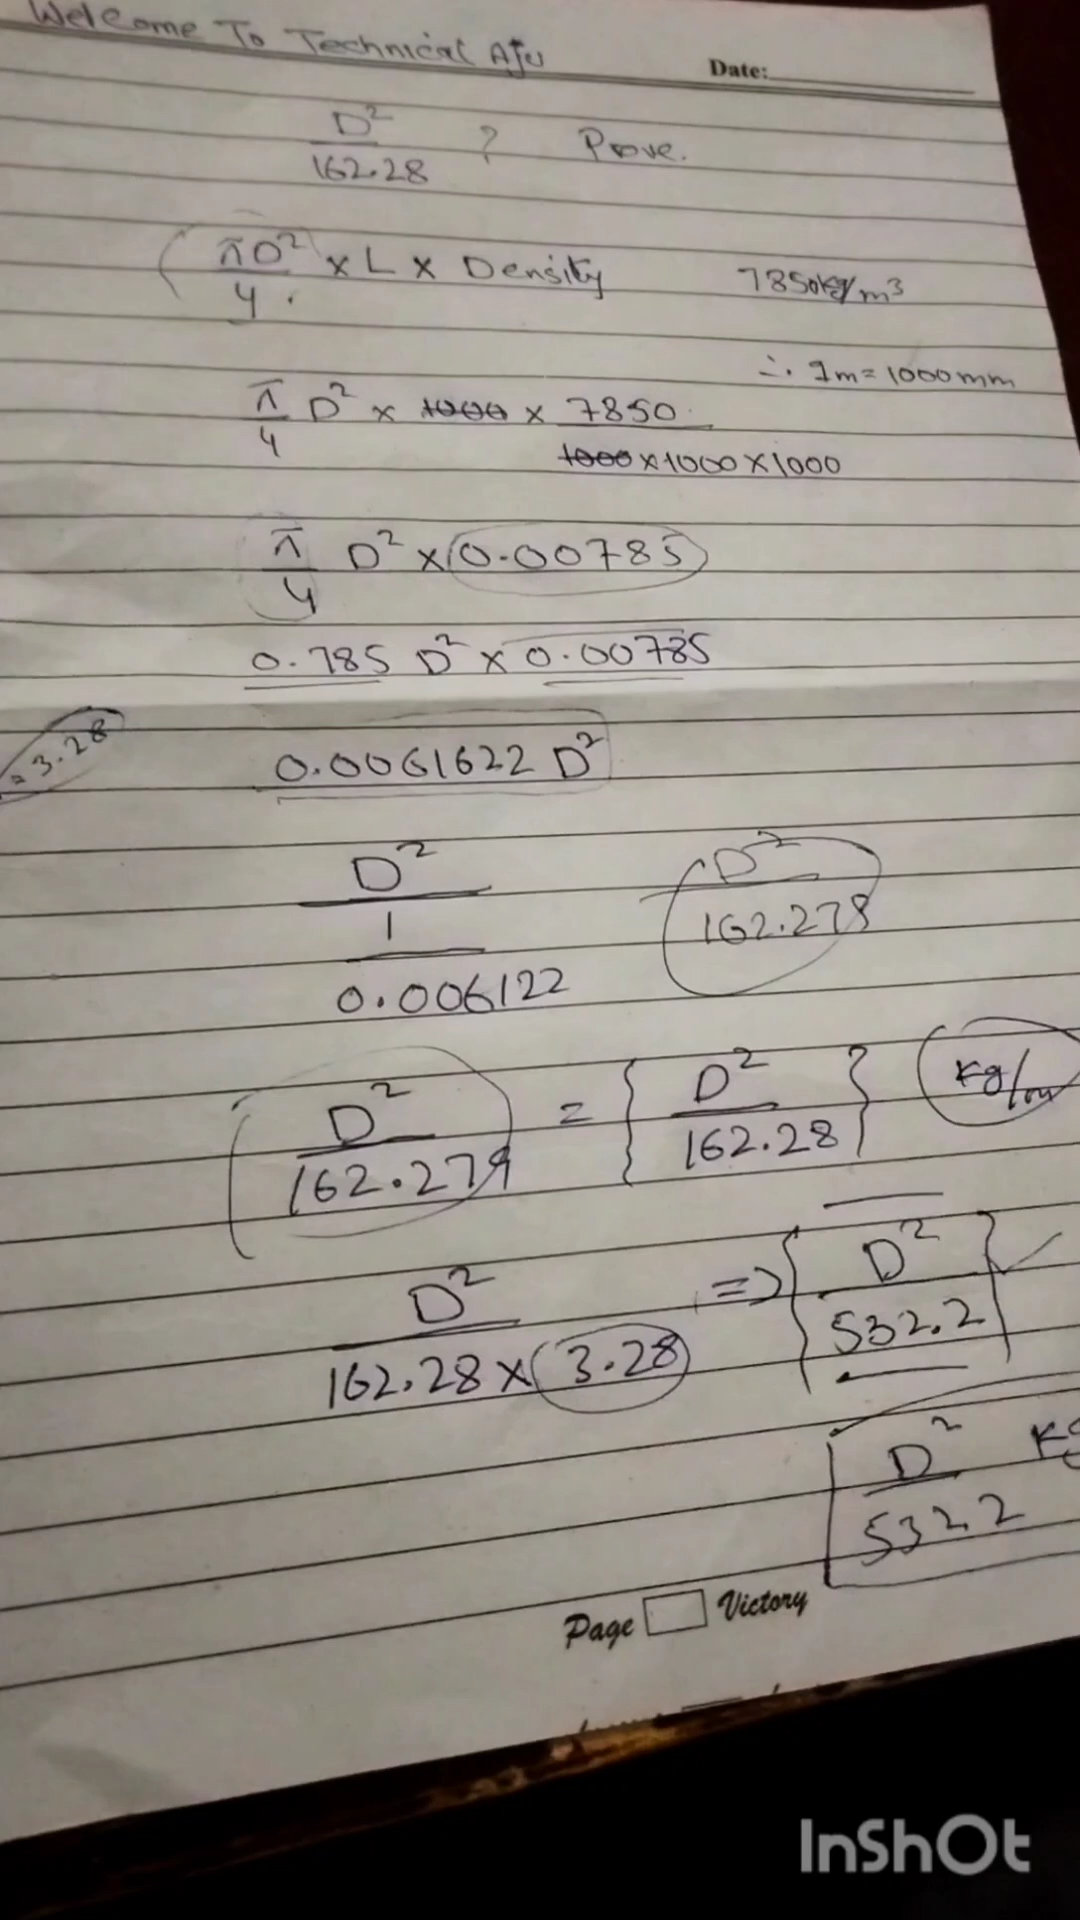 Welcome To Technical Aju
Date:
D²/162.28 ? Prove.
(πD²/4 × L × Density 7850kg/m³
∴ 1m = 1000mm
π/4 D² × 1000 × 7850/1000×1000×1000
π/4 D² × 0.00785
0.785 D² × 0.00785
= 3.28
0.0061622 D²
D²/1/0.006122 D²/162.278
D²/162.279 = {D²/162.28} kg/m
D²/162.28 × 3.28 => {D²/532.2}
D²/532.2
Page Victory
InShOt